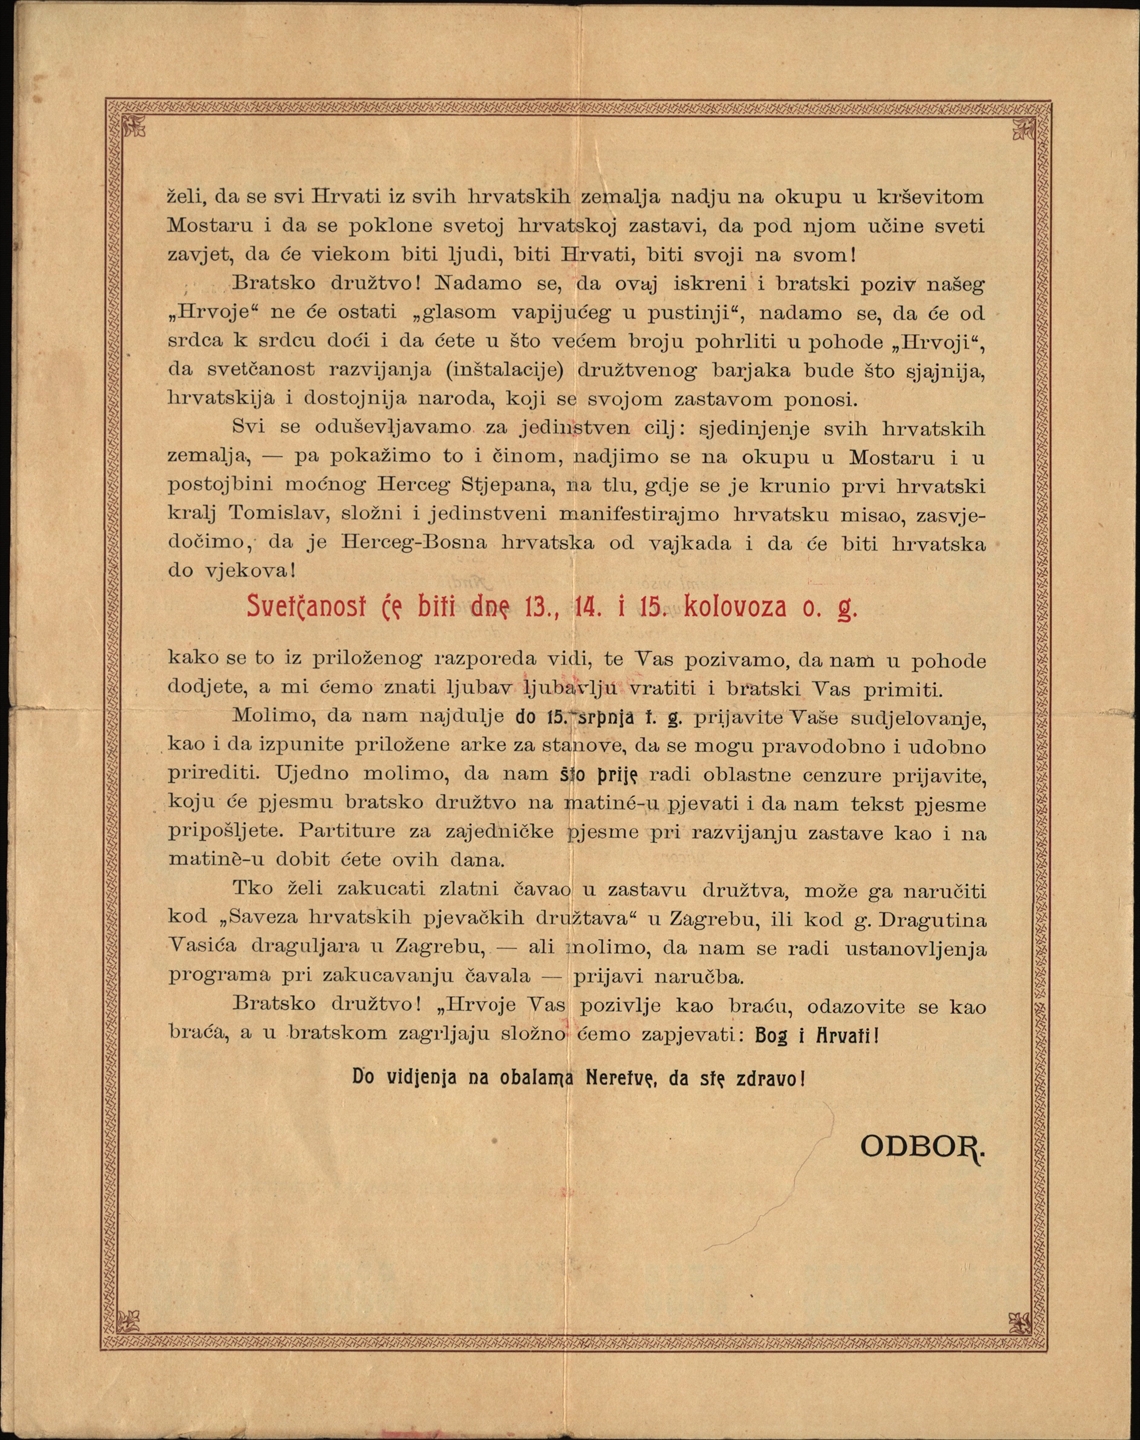 želi, da se svi Hrvati iz svih hrvatskih zemalja nadju na okupu u krševitom
Mostaru i da se poklone svetoj hrvatskoj zastavi, da pod njom učine sveti
zavjet, da će viekom biti ljudi, biti Hrvati, biti svoji na svom!
Bratsko družtvo! Nadamo se, da ovaj iskreni i bratski poziv našeg
„Hrvoje“ ne će ostati „glasom vapijućeg u pustinji“, nadamo se, da će od
srdca k srdcu doći i da ćete u što većem broju pohrliti u pohode „Hrvoji“,
da svetčanost razvijanja (inštalacije) družtvenog barjaka bude što sjajnija,
hrvatskija i dostojnija naroda, koji se svojom zastavom ponosi.
Svi se oduševljavamo za jedinstven cilj: sjedinjenje svih hrvatskih
zemalja, — pa pokažimo to i činom, nadjimo se na okupu u Mostaru i u
postojbini moćnog Herceg Stjepana, na tlu, gdje se je krunio prvi hrvatski
kralj Tomislav, složni i jedinstveni manifestirajmo hrvatsku misao, zasvje-
dočimo, da je Herceg-Bosna hrvatska od vajkada i da će biti hrvatska
do vjekova!
Svetčanost će biti dne 13., 14. i 15. kolovoza o. g.
kako se to iz priloženog razporeda vidi, te Vas pozivamo, da nam u pohode
dodjete, a mi ćemo znati ljubav ljubavlju vratiti i bratski Vas primiti.
Molimo, da nam najdulje do 15. srpnja t. g. prijavite Vaše sudjelovanje,
kao i da izpunite priložene arke za stanove, da se mogu pravodobno i udobno
prirediti. Ujedno molimo, da nam što prije radi oblastne cenzure prijavite,
koju će pjesmu bratsko družtvo na matiné-u pjevati i da nam tekst pjesme
pripošljete. Partiture za zajedničke pjesme pri razvijanju zastave kao i na
matinè-u dobit ćete ovih dana.
Tko želi zakucati zlatni čavao u zastavu družtva, može ga naručiti
kod „Saveza hrvatskih pjevačkih družtava“ u Zagrebu, ili kod g. Dragutina
Vasića draguljara u Zagrebu, — ali molimo, da nam se radi ustanovljenja
programa pri zakucavanju čavala — prijavi naručba.
Bratsko družtvo! „Hrvoje Vas pozivlje kao braću, odazovite se kao
braća, a u bratskom zagrljaju složno ćemo zapjevati: Bog i Hrvati!
Do vidjenja na obalama Neretve, da ste zdravo!
ODBOR.